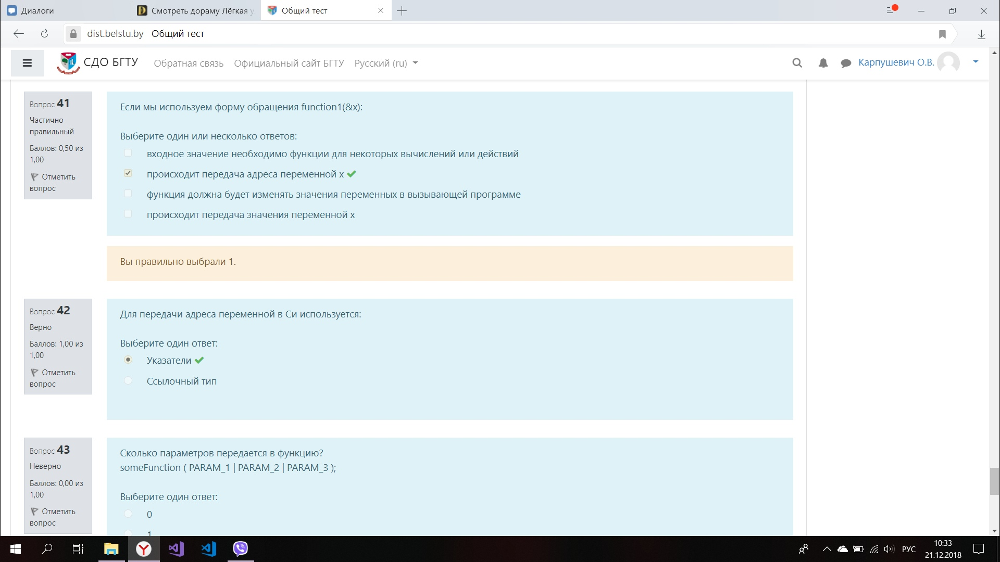 Диалоги
Смотреть дораму Лёгкая у
Общий тест
dist.belstu.by Общий тест
СДО БГТУ
Обратная связь
Официальный сайт БГТУ
Русский (ru)
Карпушевич О.В.
Вопрос 41
Частично
правильный
Баллов: 0,50 из
1,00
Отметить
вопрос
Если мы используем форму обращения function1(&x):
Выберите один или несколько ответов:
входное значение необходимо функции для некоторых вычислений или действий
происходит передача адреса переменной x
функция должна будет изменять значения переменных в вызывающей программе
происходит передача значения переменной x
Вы правильно выбрали 1.
Вопрос 42
Верно
Баллов: 1,00 из
1,00
Отметить
вопрос
Для передачи адреса переменной в Си используется:
Выберите один ответ:
Указатели
Ссылочный тип
Вопрос 43
Неверно
Баллов: 0,00 из
1,00
Отметить
вопрос
Сколько параметров передается в функцию?
someFunction ( PARAM_1 | PARAM_2 | PARAM_3 );
Выберите один ответ:
0
1
РУС
10:33
21.12.2018